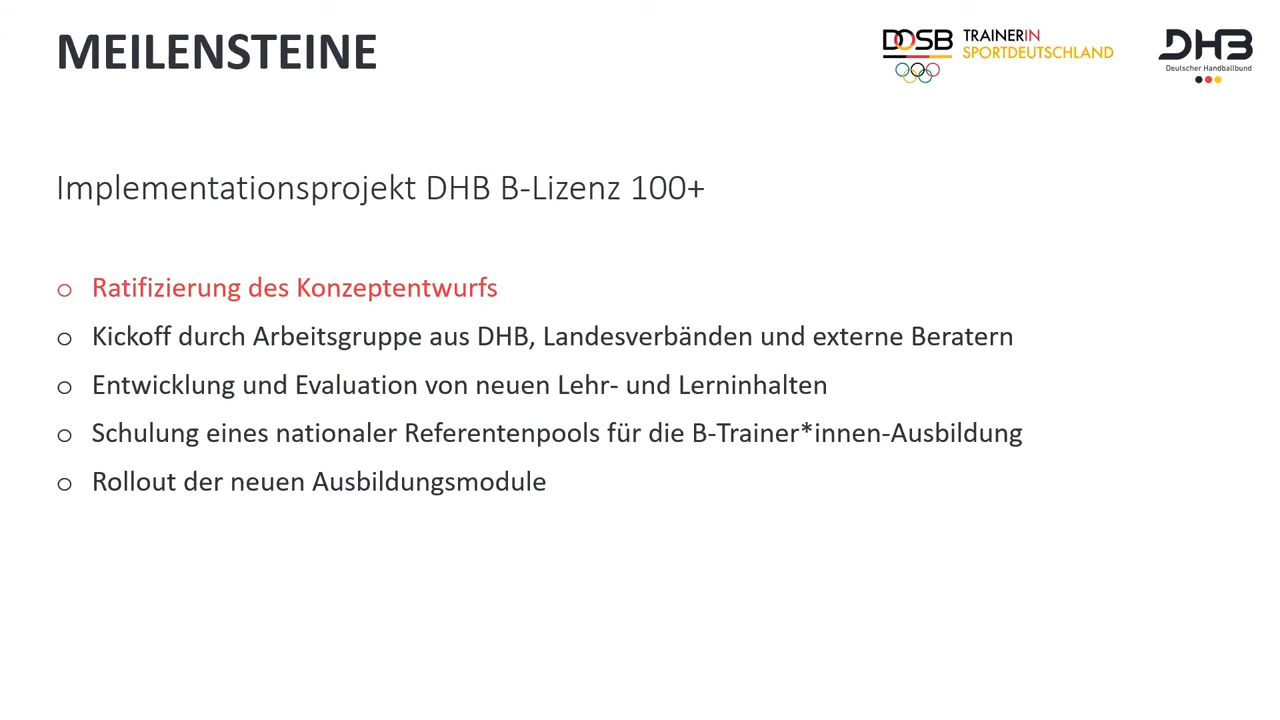 MEILENSTEINE
DOSB
TRAINERIN
SPORTDEUTSCHLAND
DHB
Deutscher Handballbund
Implementationsprojekt DHB B-Lizenz 100+
o Ratifizierung des Konzeptentwurfs
o Kickoff durch Arbeitsgruppe aus DHB, Landesverbänden und externe Beratern
o Entwicklung und Evaluation von neuen Lehr- und Lerninhalten
o Schulung eines nationaler Referentenpools für die B-Trainer*innen-Ausbildung
o Rollout der neuen Ausbildungsmodule